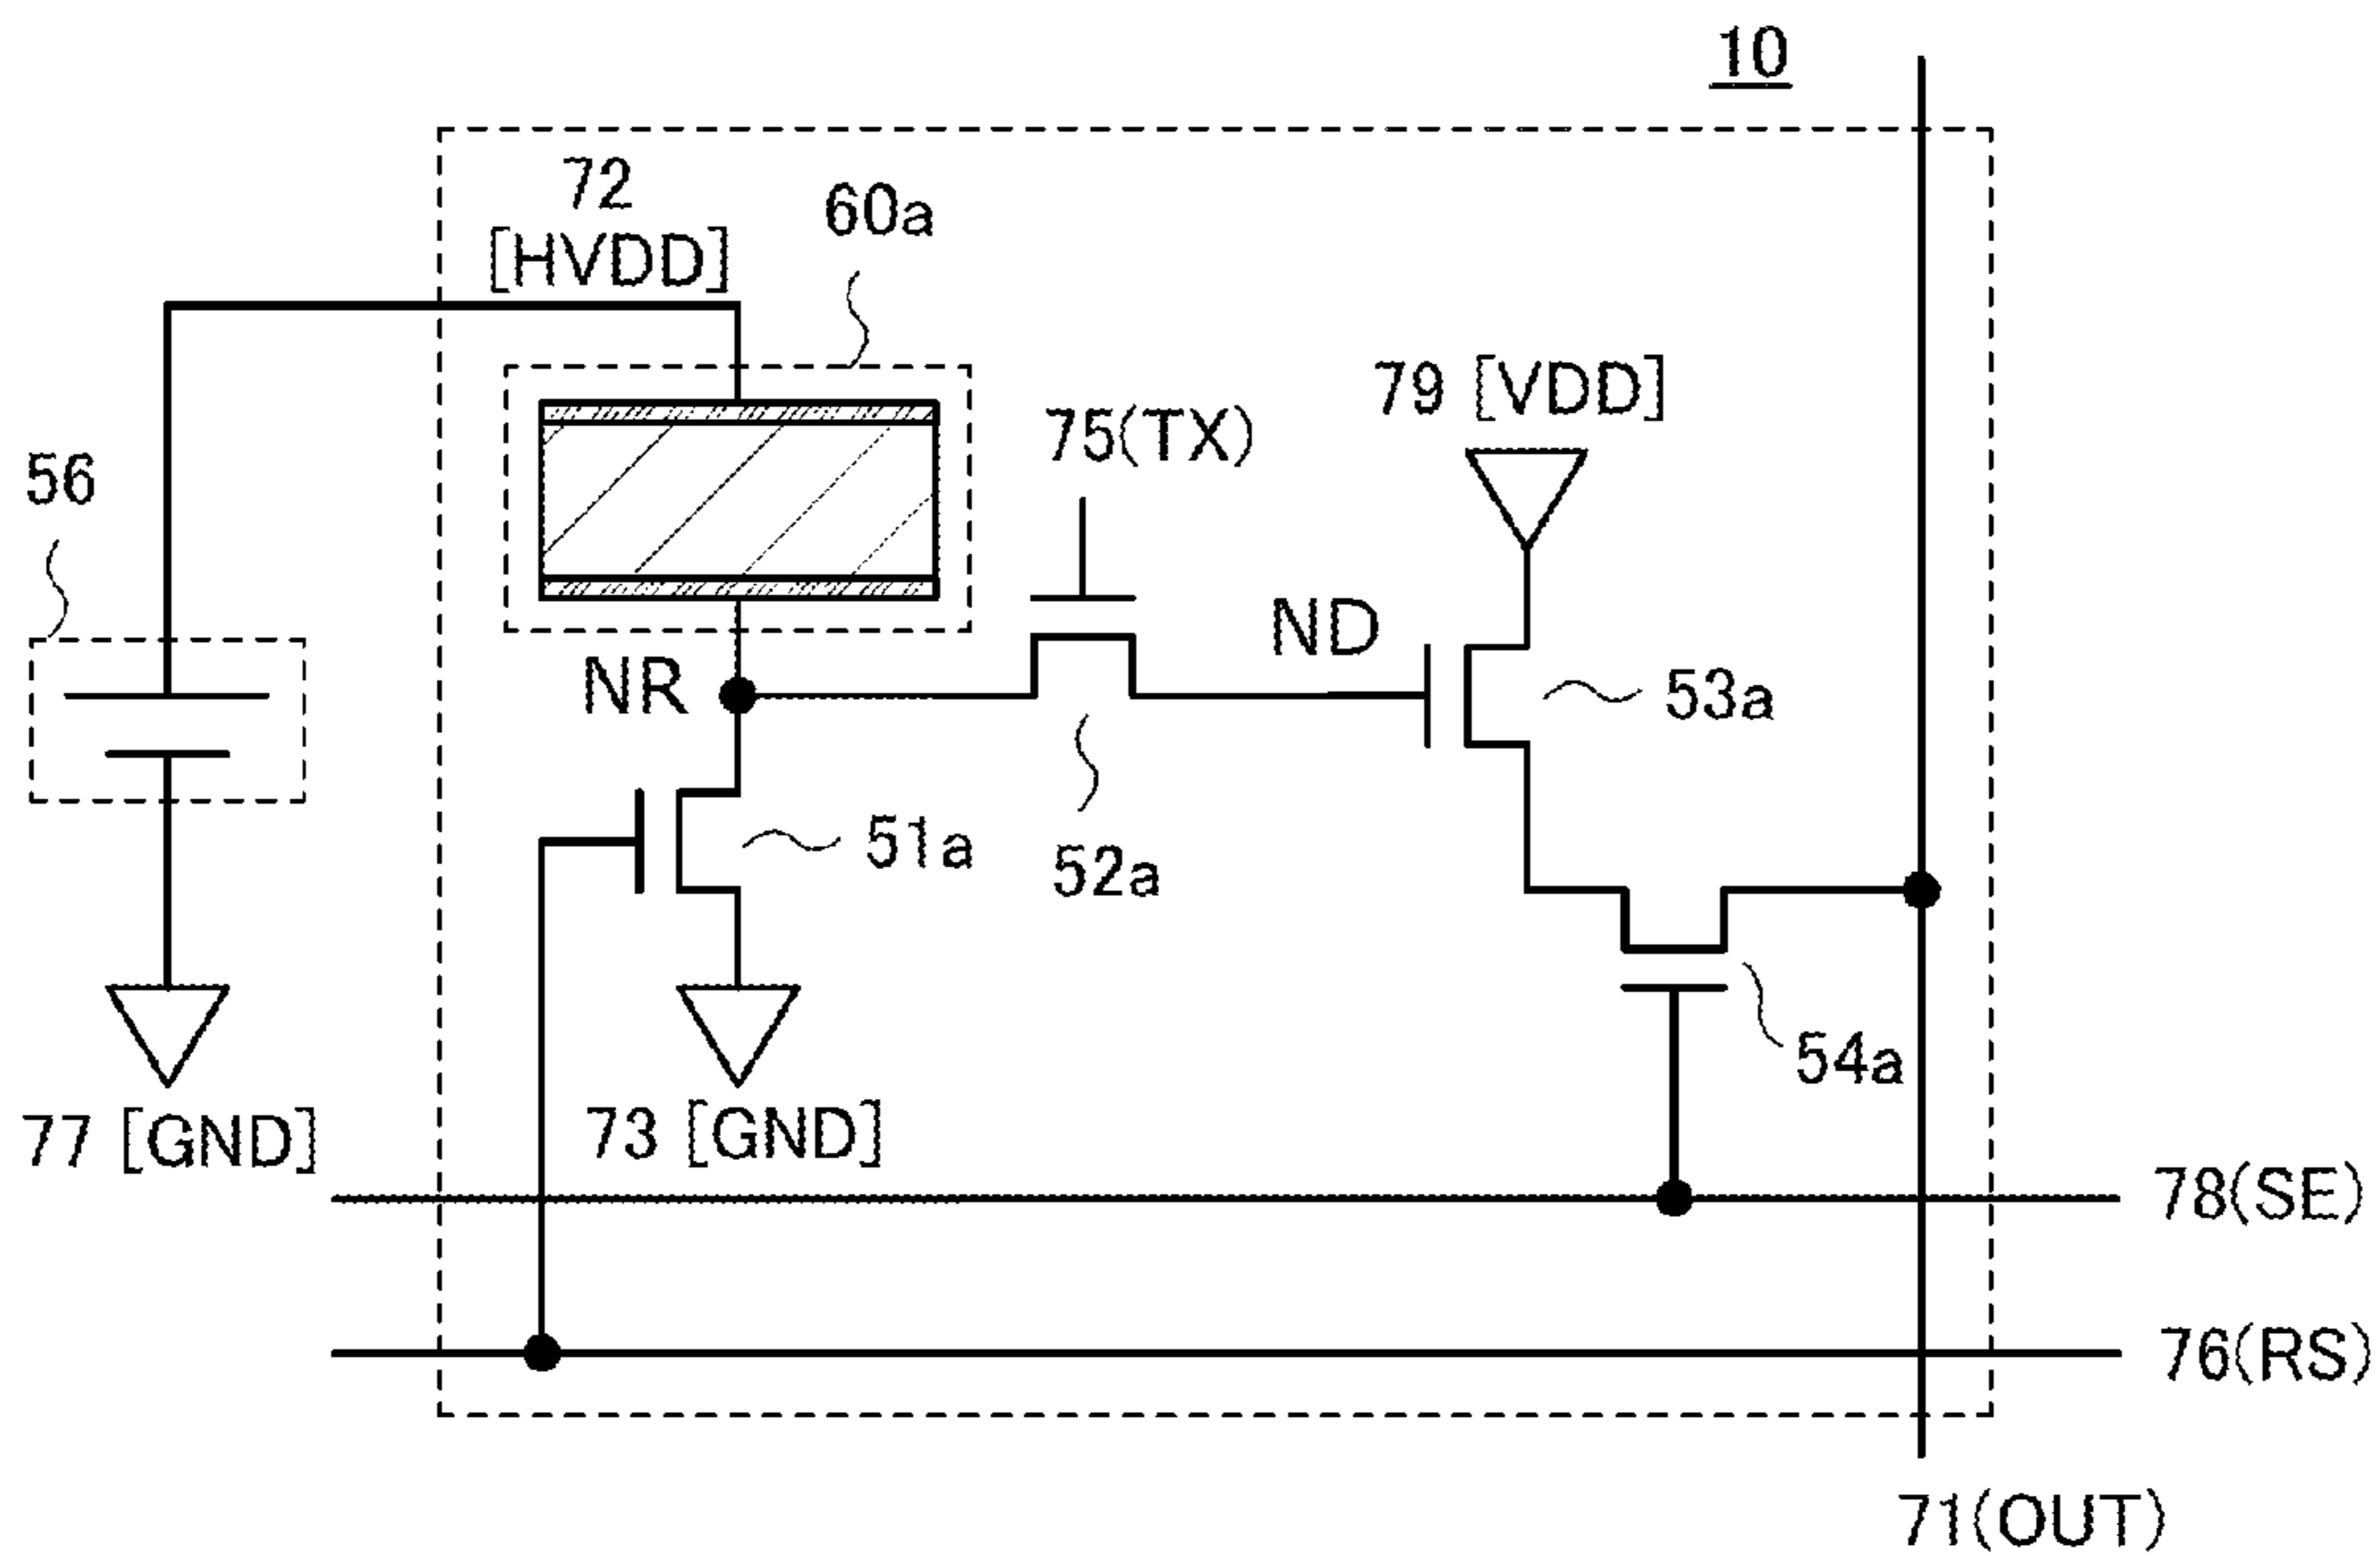 10
72
[HVDD]
60a
79 [VDD]
75(TX)
56
ND
NR
53a
51a
52a
54a
77 [GND]
73 [GND]
78(SE)
76(RS)
71(OUT)